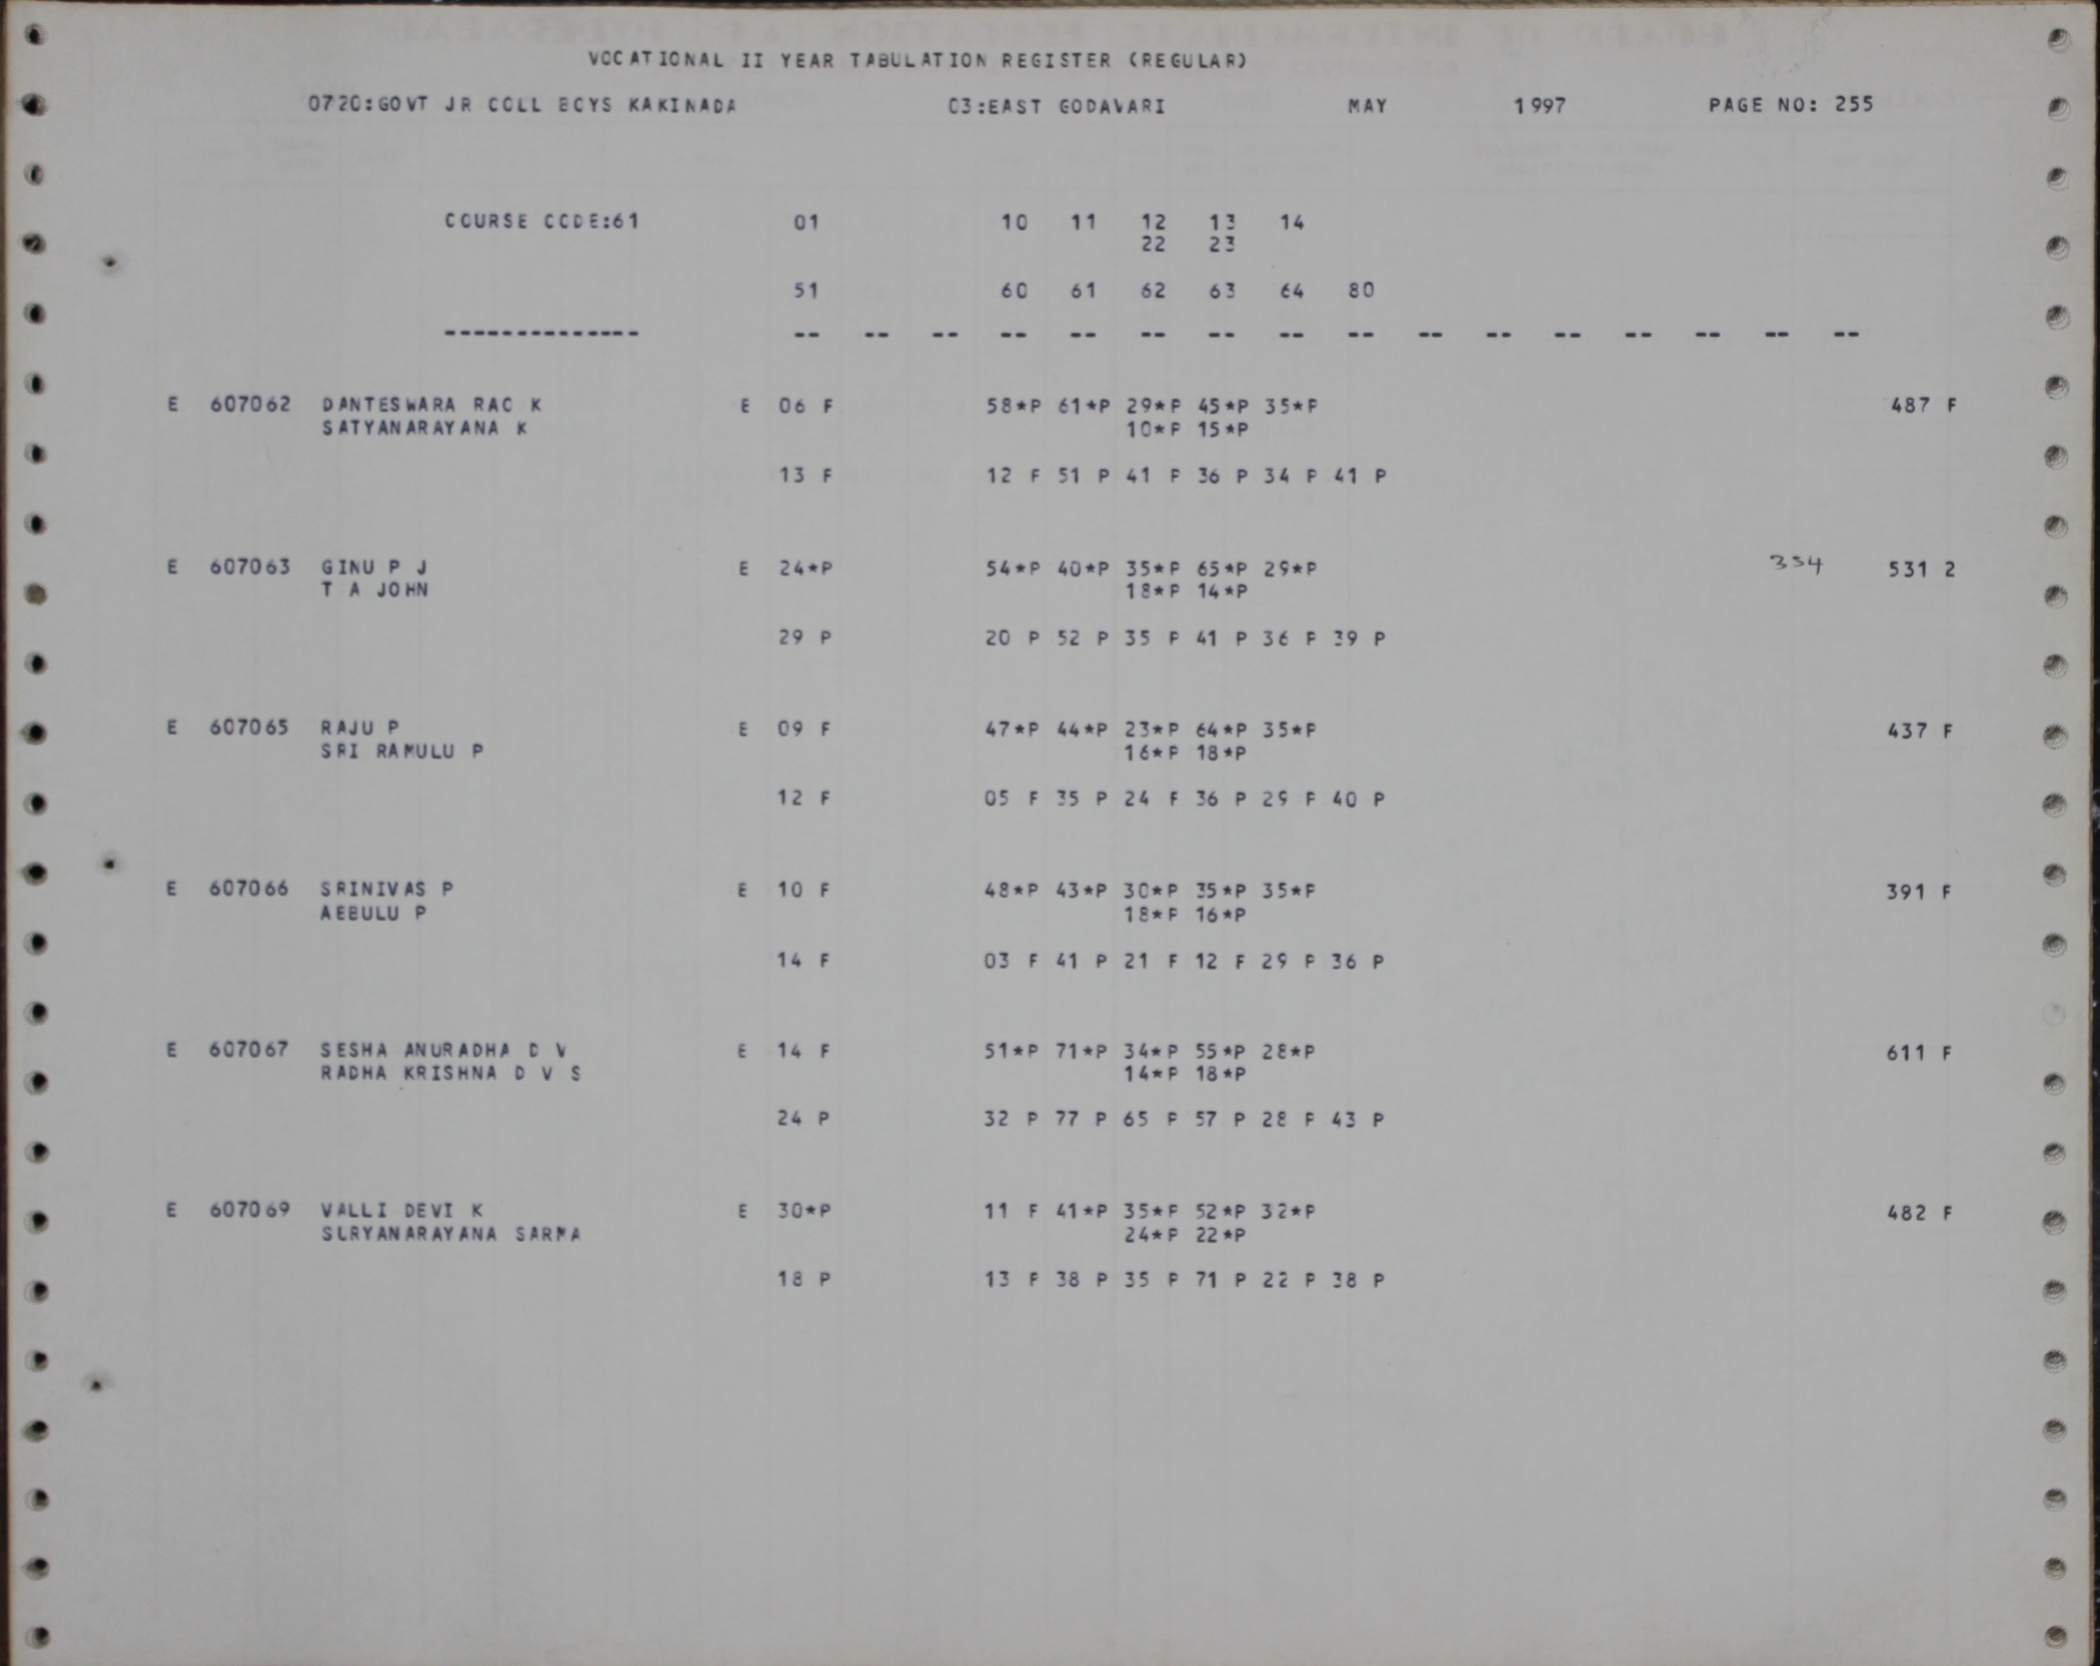 VOCATIONAL II YEAR TABULATION REGISTER (REGULAR)
0720:GOVT JR COLL BOYS KAKINADA 03:EAST GODAVARI MAY 1997 PAGE NO: 255
COURSE CODE:61 01 10 11 12 13 14
22 23
51 60 61 62 63 64 80
-------------- -- -- -- -- -- -- -- -- -- -- -- -- -- -- -- --
E 607062 DANTESWARA RAO K E 06 F 58*P 61*P 29*P 45*P 35*P 487 F
SATYANARAYANA K 10*P 15*P
13 F 12 F 51 P 41 P 36 P 34 P 41 P
E 607063 GINU P J E 24*P 54*P 40*P 35*P 65*P 29*P 334 531 2
T A JOHN 18*P 14*P
29 P 20 P 52 P 35 P 41 P 36 P 39 P
E 607065 RAJU P E 09 F 47*P 44*P 23*P 64*P 35*P 437 F
SRI RAMULU P 16*P 18*P
12 F 05 F 35 P 24 F 36 P 29 P 40 P
E 607066 SRINIVAS P E 10 F 48*P 43*P 30*P 35*P 35*P 391 F
AEBULU P 18*P 16*P
14 F 03 F 41 P 21 F 12 F 29 P 36 P
E 607067 SESHA ANURADHA D V E 14 F 51*P 71*P 34*P 55*P 28*P 611 F
RADHA KRISHNA D V S 14*P 18*P
24 P 32 P 77 P 65 P 57 P 28 P 43 P
E 607069 VALLI DEVI K E 30*P 11 F 41*P 35*P 52*P 32*P 482 F
SURYANARAYANA SARMA 24*P 22*P
18 P 13 F 38 P 35 P 71 P 22 P 38 P